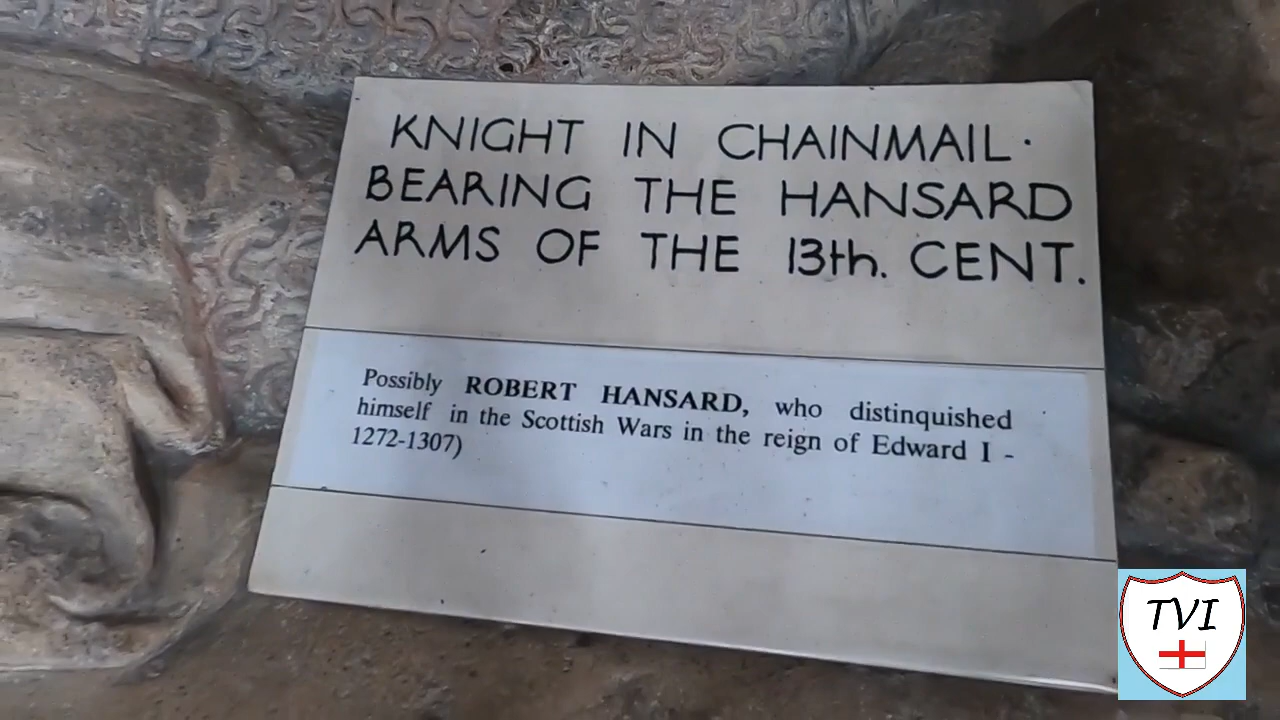 KNIGHT IN CHAINMAIL·
BEARING THE HANSARD
ARMS OF THE 13th. CENT.
Possibly ROBERT HANSARD, who distinquished
himself in the Scottish Wars in the reign of Edward I -
1272-1307)
TVI